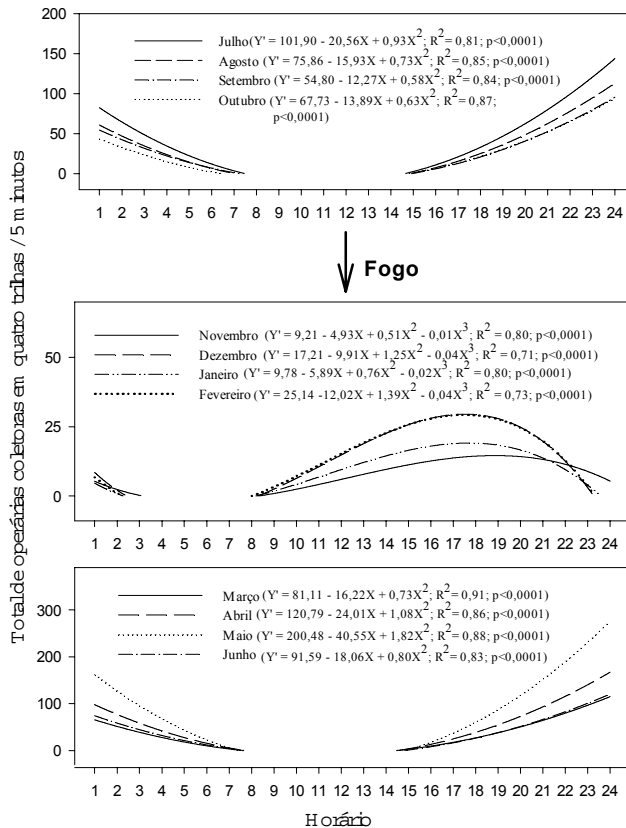 Total de operárias coletoras em quatro trilhas / 5 minutos
200
150
100
50
0
Julho (Y' = 101,90 - 20,56X + 0,93X²; R² = 0,81; p<0,0001)
Agosto (Y' = 75,86 - 15,93X + 0,73X²; R² = 0,85; p<0,0001)
Setembro (Y' = 54,80 - 12,27X + 0,58X²; R² = 0,84; p<0,0001)
Outubro (Y' = 67,73 - 13,89X + 0,63X²; R² = 0,87;
p<0,0001)
1 2 3 4 5 6 7 8 9 10 11 12 13 14 15 16 17 18 19 20 21 22 23 24
Fogo
50
25
0
Novembro (Y' = 9,21 - 4,93X + 0,51X² - 0,01X³; R² = 0,80; p<0,0001)
Dezembro (Y' = 17,21 - 9,91X + 1,25X² - 0,04X³; R² = 0,71; p<0,0001)
Janeiro (Y' = 9,78 - 5,89X + 0,76X² - 0,02X³; R² = 0,80; p<0,0001)
Fevereiro (Y' = 25,14 -12,02X + 1,39X² - 0,04X³; R² = 0,73; p<0,0001)
1 2 3 4 5 6 7 8 9 10 11 12 13 14 15 16 17 18 19 20 21 22 23 24
300
200
100
0
Março (Y' = 81,11 - 16,22X + 0,73X²; R² = 0,91; p<0,0001)
Abril (Y' = 120,79 - 24,01X + 1,08X²; R² = 0,86; p<0,0001)
Maio (Y' = 200,48 - 40,55X + 1,82X²; R² = 0,88; p<0,0001)
Junho (Y' = 91,59 - 18,06X + 0,80X²; R² = 0,83; p<0,0001)
1 2 3 4 5 6 7 8 9 10 11 12 13 14 15 16 17 18 19 20 21 22 23 24
Horário